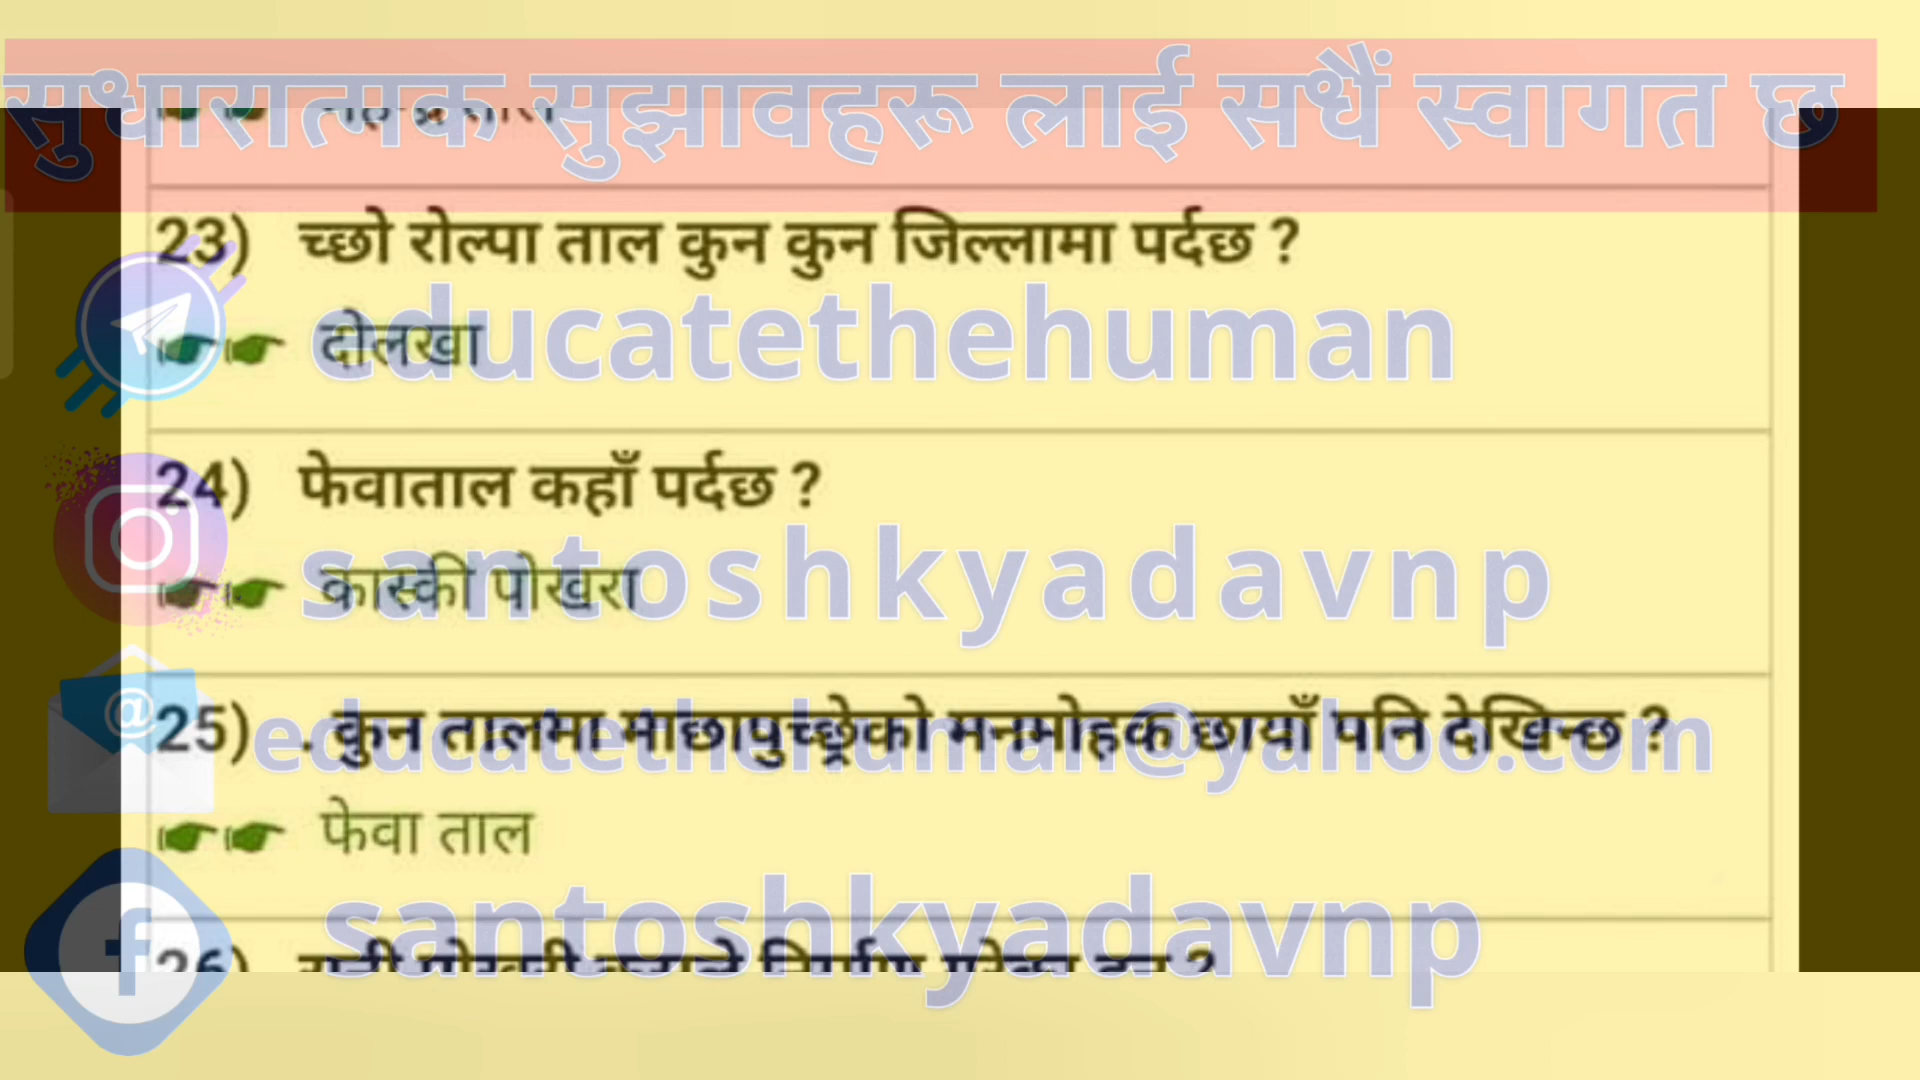 सुधारात्मक सुझावहरू लाई सधैं स्वागत छ
23) च्छो रोल्पा ताल कुन कुन जिल्लामा पर्दछ ?
educatethehuman
दोलखा
24) फेवाताल कहाँ पर्दछ ?
santoshkyadavnp
कास्की पोखरा
25) . कुन तालमा माछापुच्छ्रेको मनमोहक छायाँ पनि देखिन्छ ?
educatethehuman@yahoo.com
फेवा ताल
santoshkyadavnp
26)